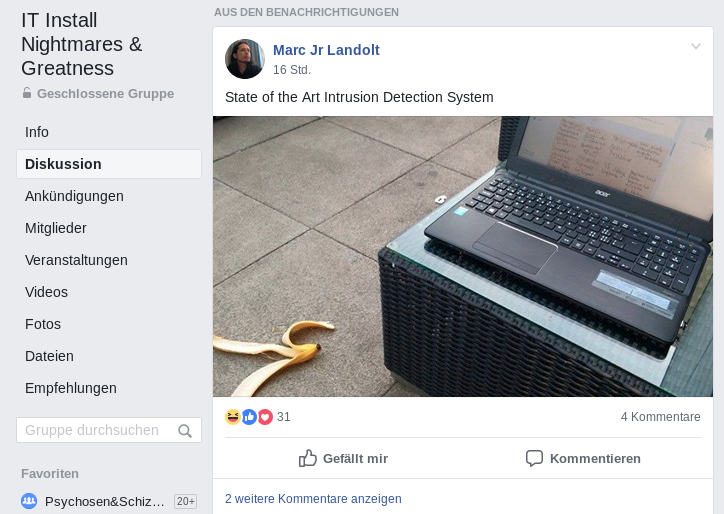 IT Install
Nightmares &
Greatness
Geschlossene Gruppe
Info
Diskussion
Ankündigungen
Mitglieder
Veranstaltungen
Videos
Fotos
Dateien
Empfehlungen
Gruppe durchsuchen
Favoriten
Psychosen&Schiz… 20+
AUS DEN BENACHRICHTIGUNGEN
Marc Jr Landolt
16 Std.
State of the Art Intrusion Detection System
acer
31
4 Kommentare
Gefällt mir
Kommentieren
2 weitere Kommentare anzeigen